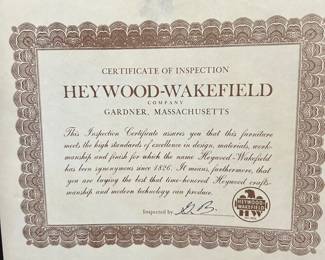 CERTIFICATE OF INSPECTION
HEYWOOD-WAKEFIELD
COMPANY
GARDNER, MASSACHUSETTS
This Inspection Certificate assures you that this furniture
meets the high standards of excellence in design, materials, work-
manship and finish for which the name Heywood-Wakefield
has been synonymous since 1826. It means, furthermore, that
you are buying the best that time-honored Heywood crafts-
manship and modern technology can produce.
Inspected by
HEYWOOD-
WAKEFIELD
HW